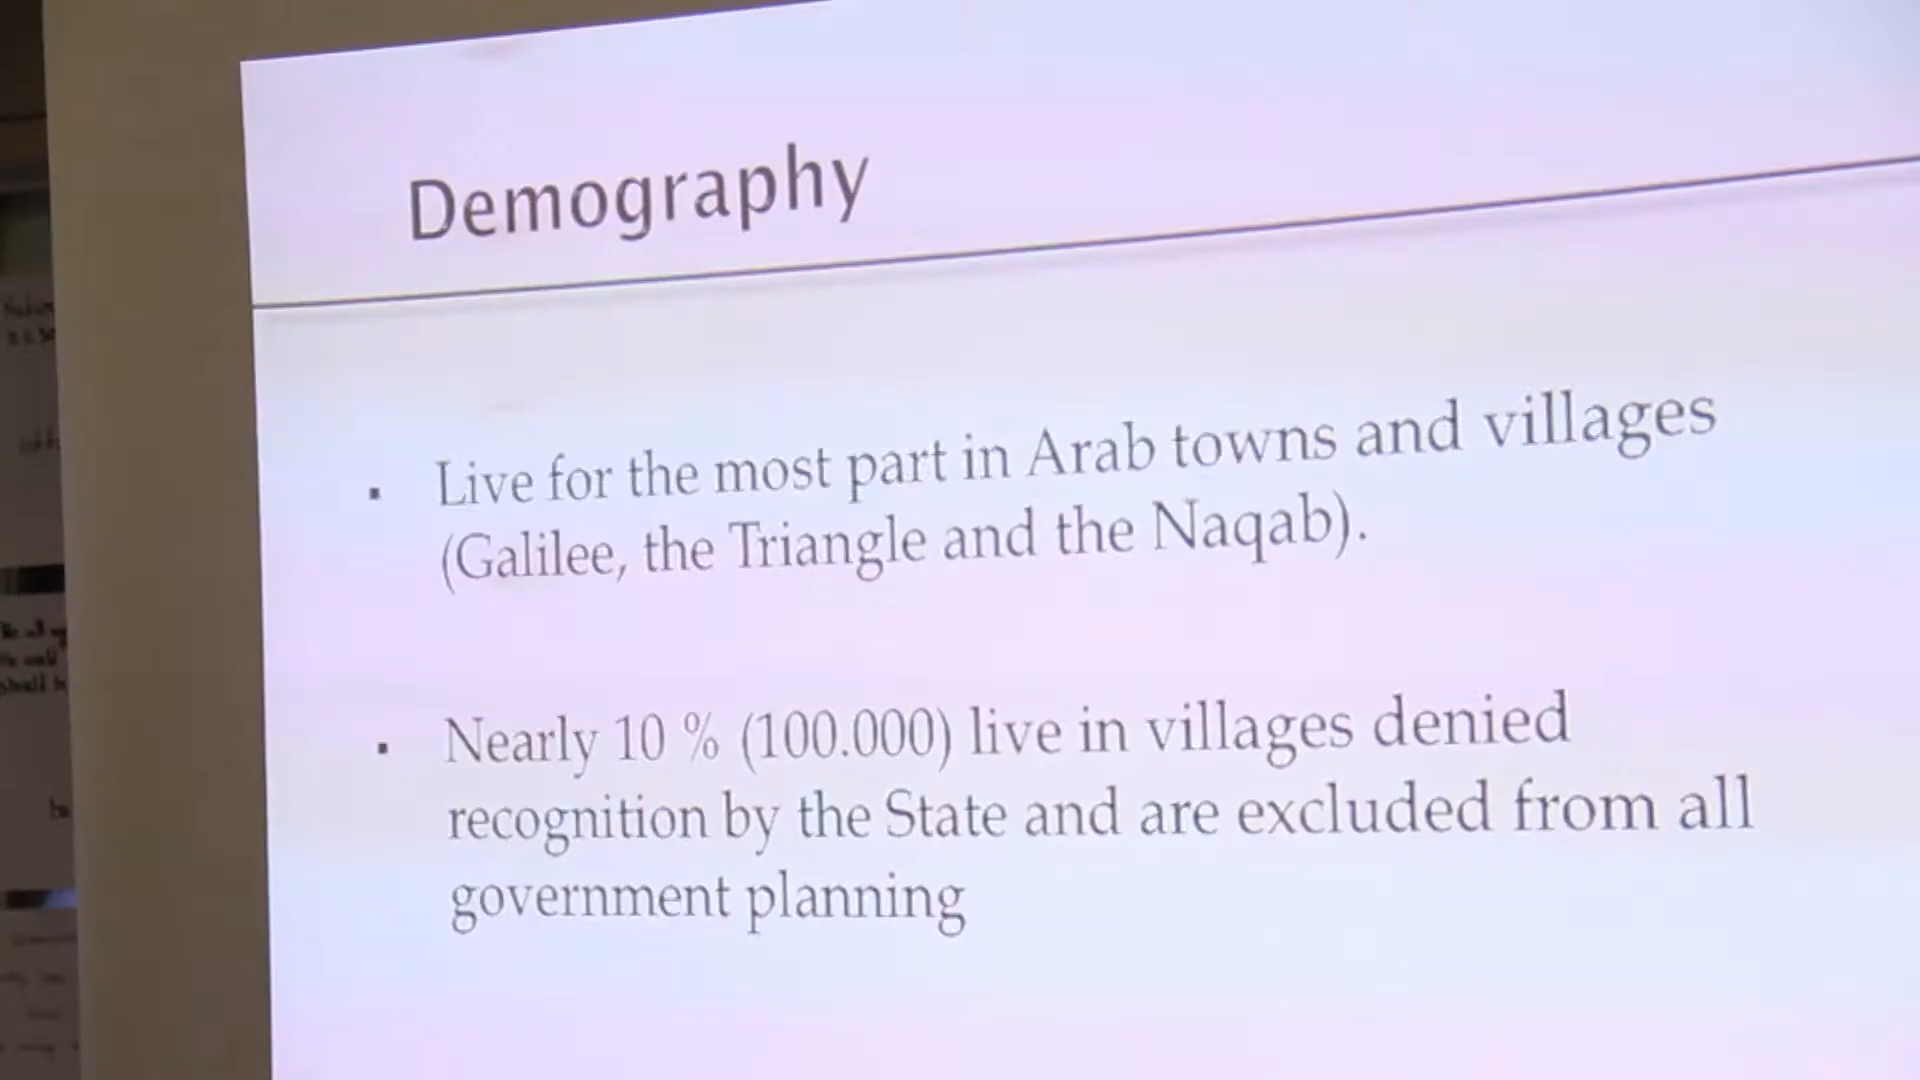 Demography
▪ Live for the most part in Arab towns and villages
(Galilee, the Triangle and the Naqab).
▪ Nearly 10 % (100.000) live in villages denied
recognition by the State and are excluded from all
government planning